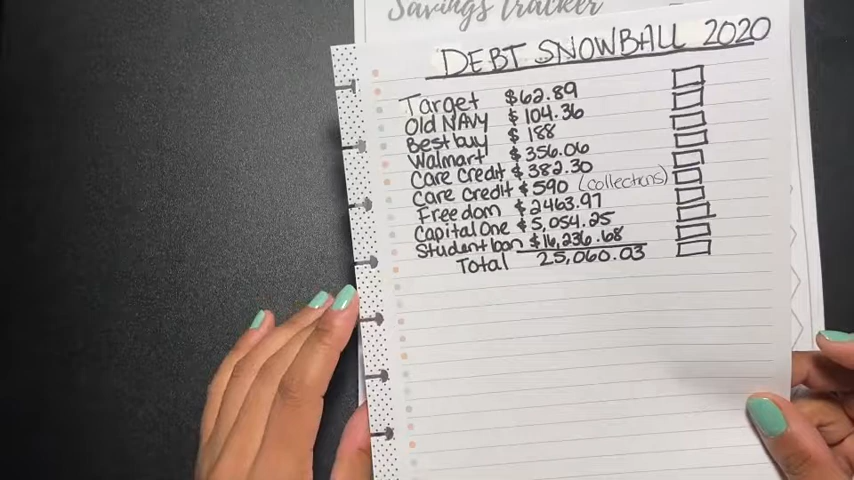 Savings Tracker
DEBT SNOWBALL 2020
Target $62.89
Old NAVY $104.36
Best buy $188
Walmart $356.06
Care Credit $382.30
Care credit $590 (collections)
Freedom $2463.97
Capital One $5,054.25
Student loan $16,236.68
Total 25,060.03